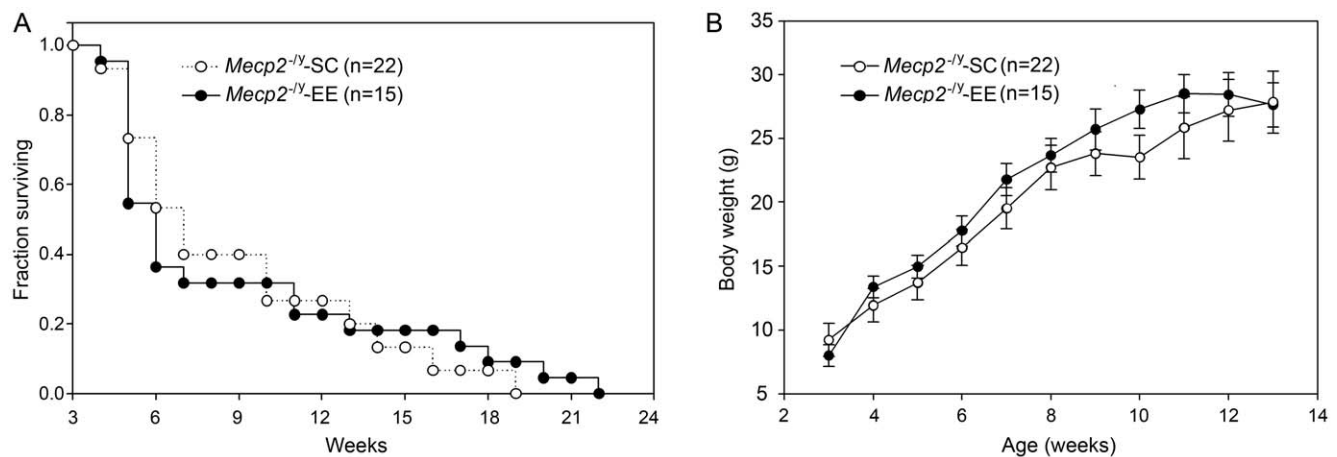 A
Fraction surviving
1.0
0.8
0.6
0.4
0.2
0.0
Mecp2-/y-SC (n=22)
Mecp2-/y-EE (n=15)
3 6 9 12 15 18 21 24
Weeks
B
Body weight (g)
35
30
25
20
15
10
5
Mecp2-/y-SC (n=22)
Mecp2-/y-EE (n=15)
2 4 6 8 10 12 14
Age (weeks)